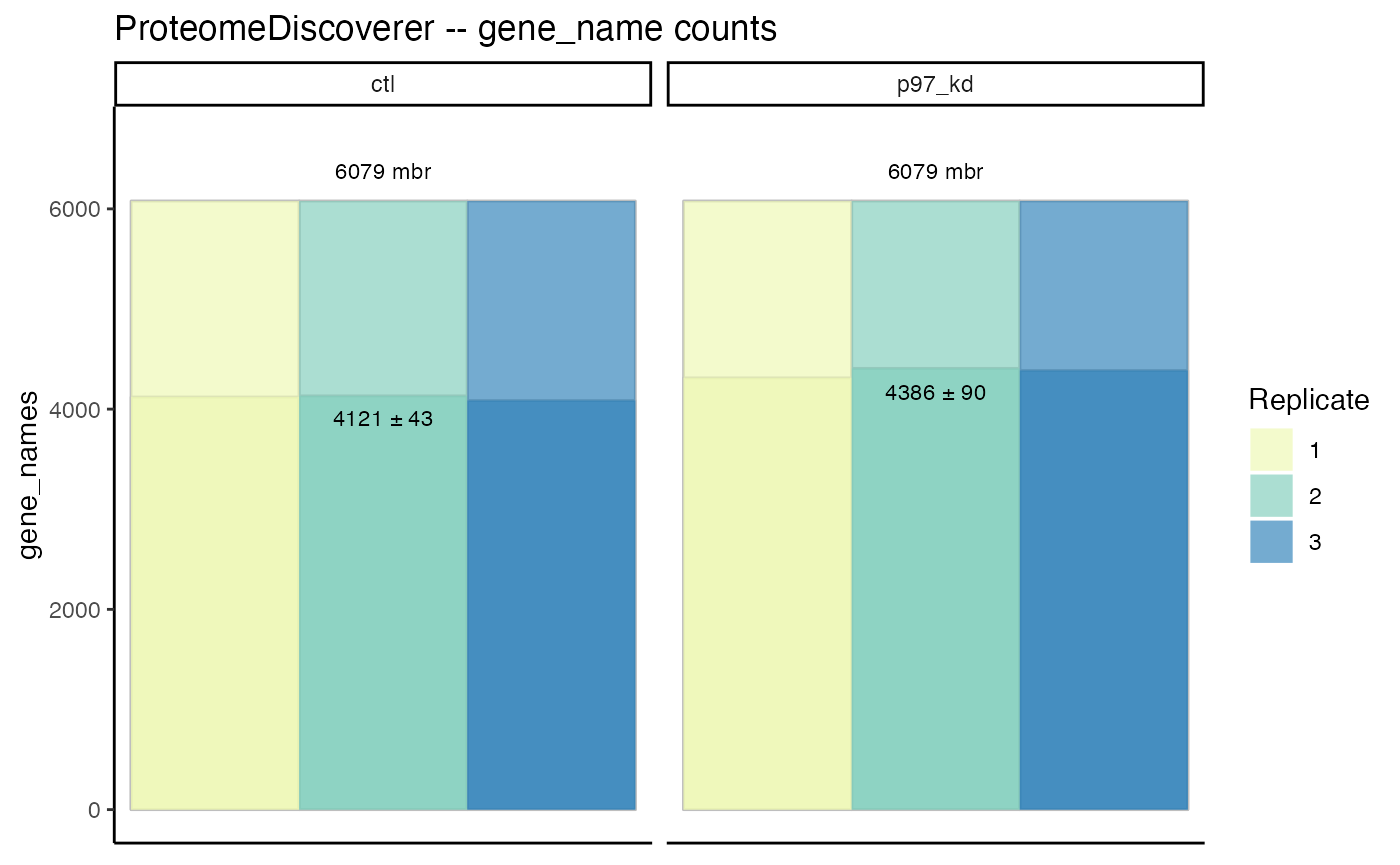 ProteomeDiscoverer -- gene_name counts
ctl
p97_kd
6079 mbr
6079 mbr
6000
4000
2000
0
4121 ± 43
4386 ± 90
gene_names
Replicate
1
2
3